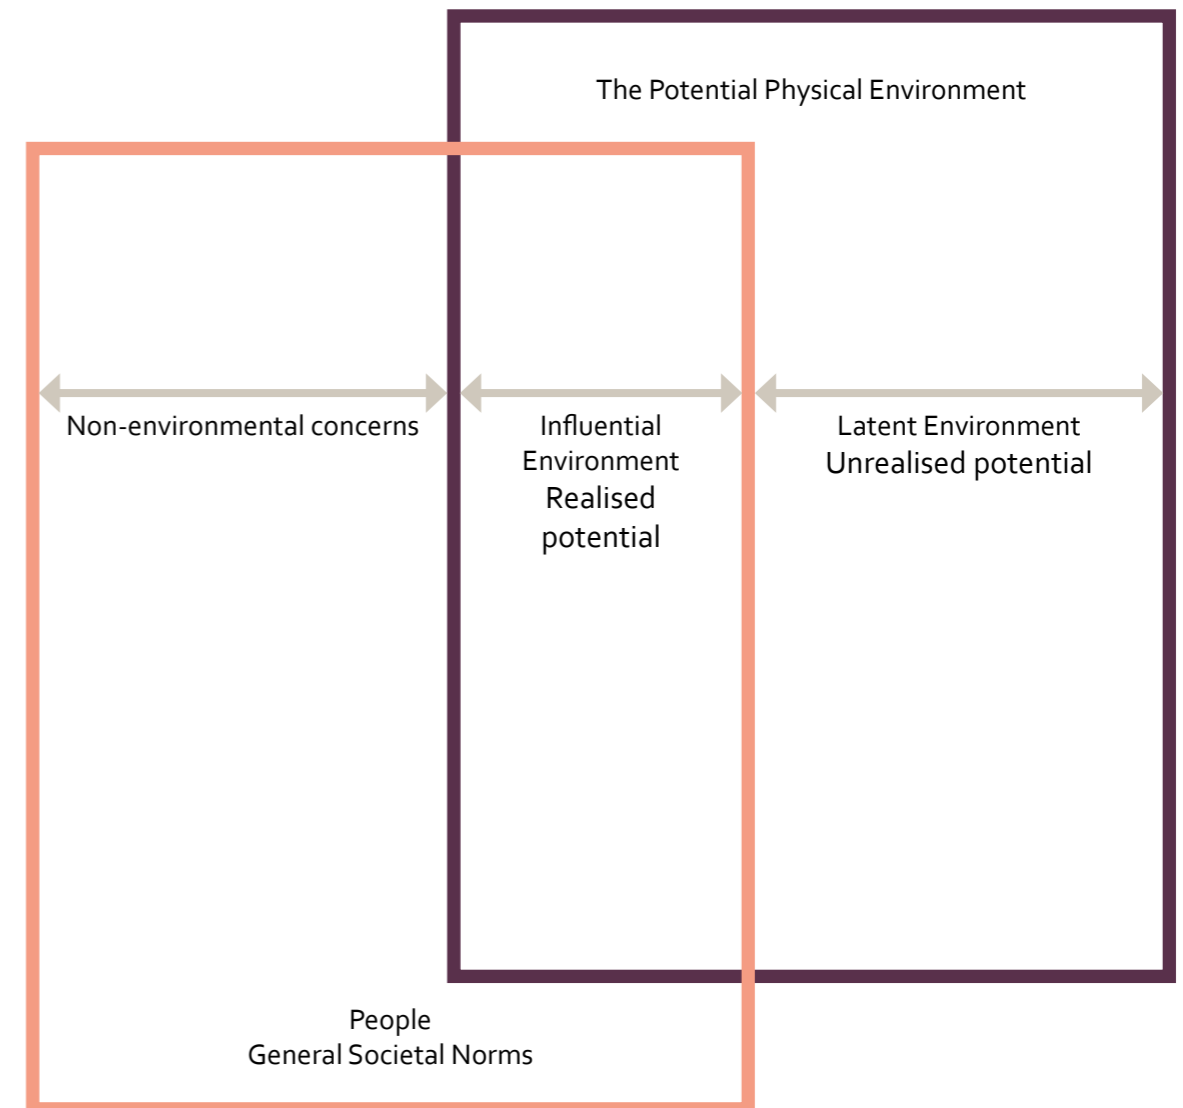 The Potential Physical Environment
Non-environmental concerns
Influential
Environment
Realised
potential
Latent Environment
Unrealised potential
People
General Societal Norms